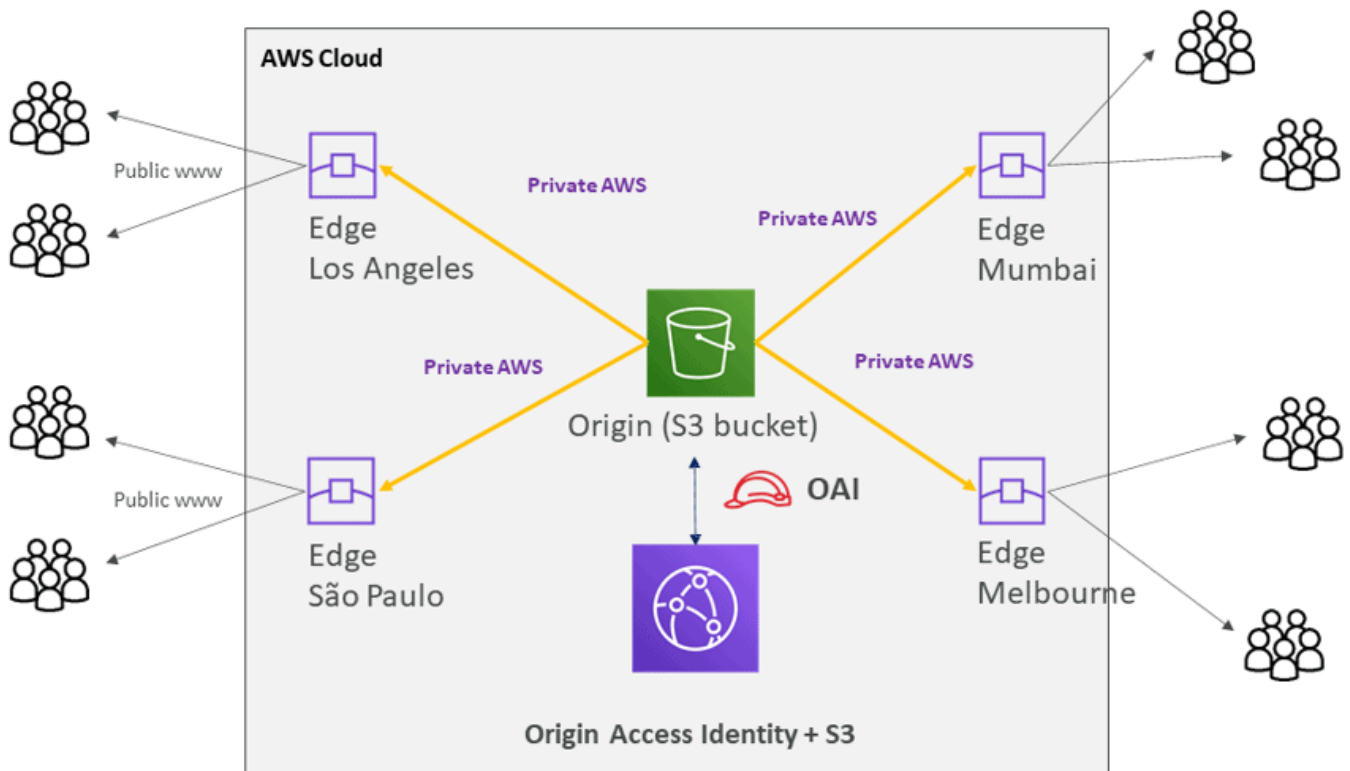 AWS Cloud
Public www
Edge
Los Angeles
Private AWS
Private AWS
Edge
Mumbai
Private AWS
Private AWS
Origin (S3 bucket)
OAI
Public www
Edge
São Paulo
Edge
Melbourne
Origin Access Identity + S3